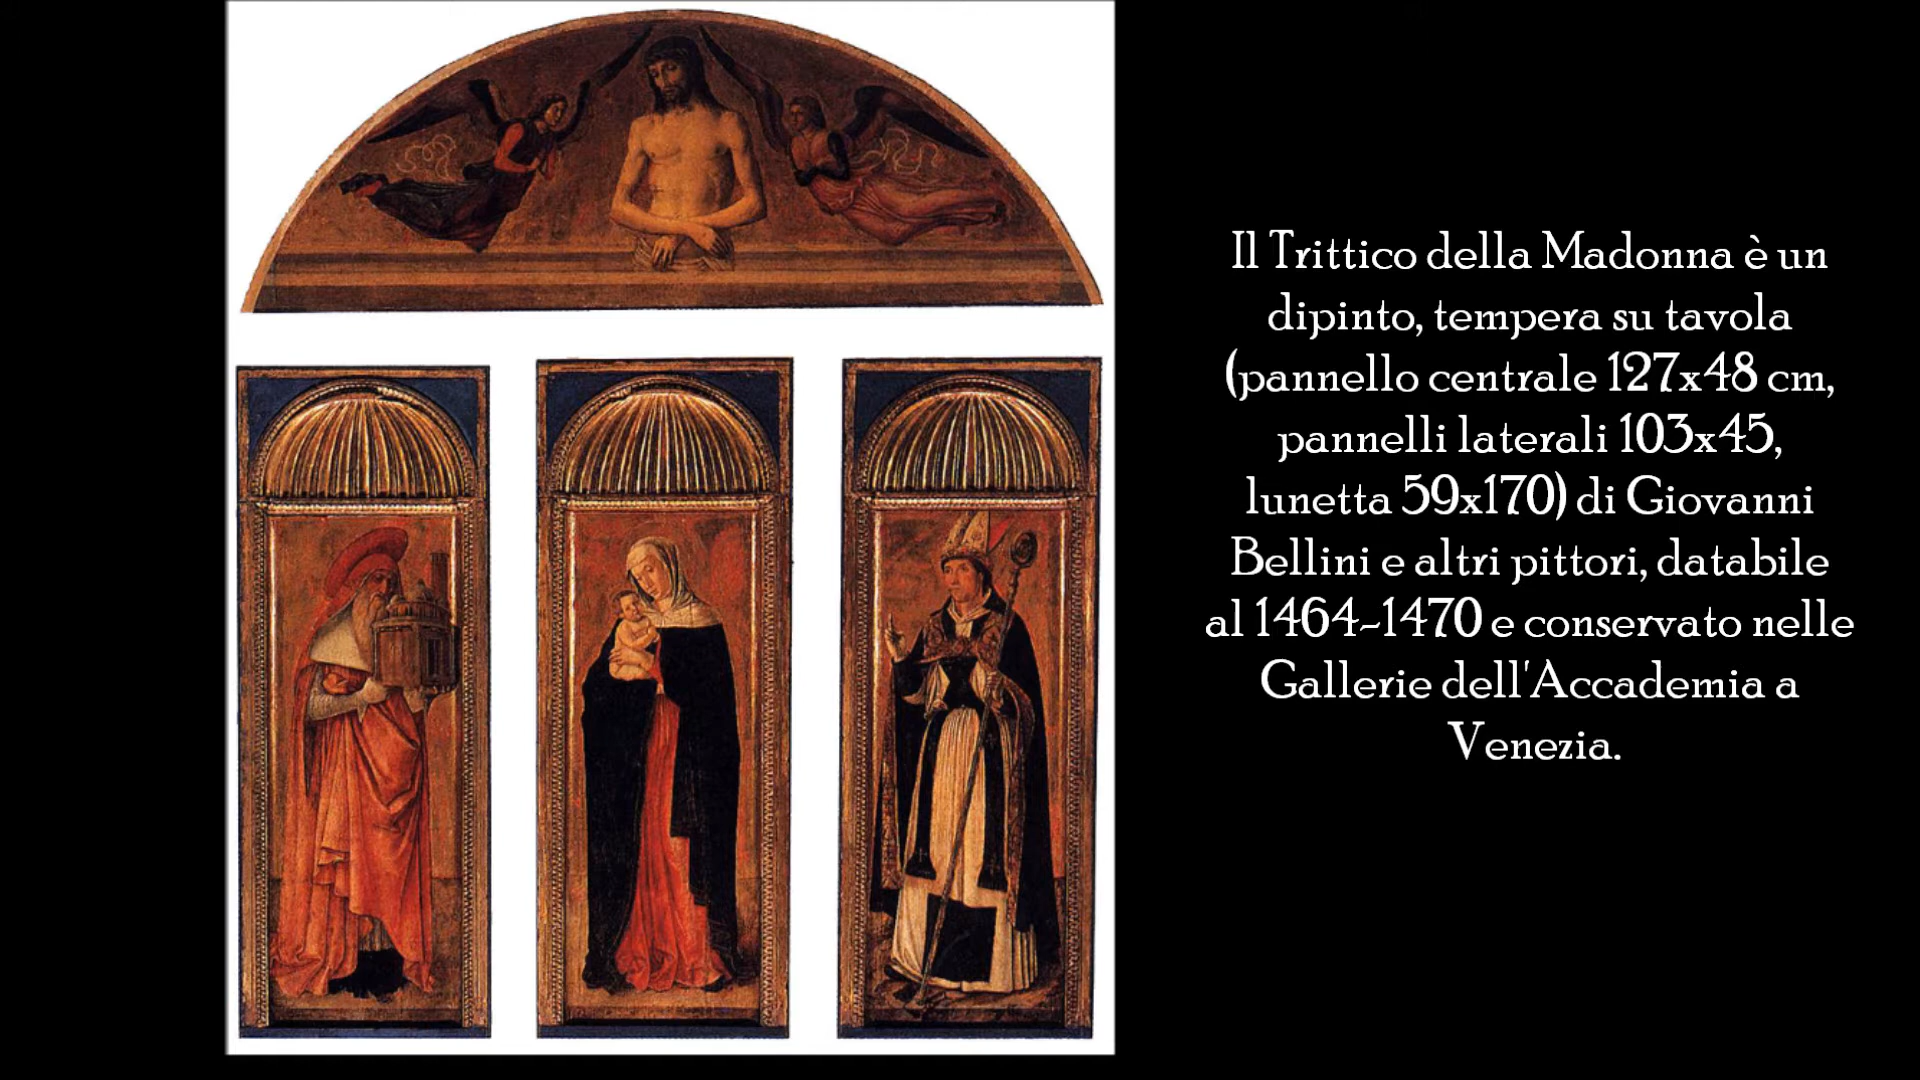 Il Trittico della Madonna è un
dipinto, tempera su tavola
(pannello centrale 127x48 cm,
pannelli laterali 103x45,
lunetta 59x170) di Giovanni
Bellini e altri pittori, databile
al 1464-1470 e conservato nelle
Gallerie dell'Accademia a
Venezia.